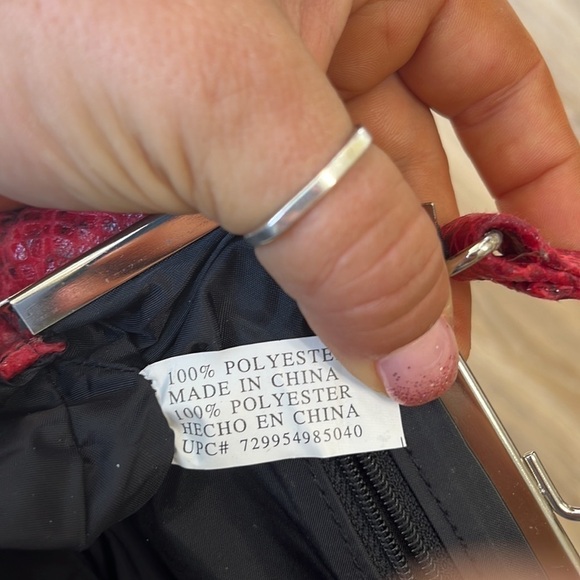 100% POLYESTE
MADE IN CHINA
100% POLYESTER
HECHO EN CHINA
UPC# 729954985040